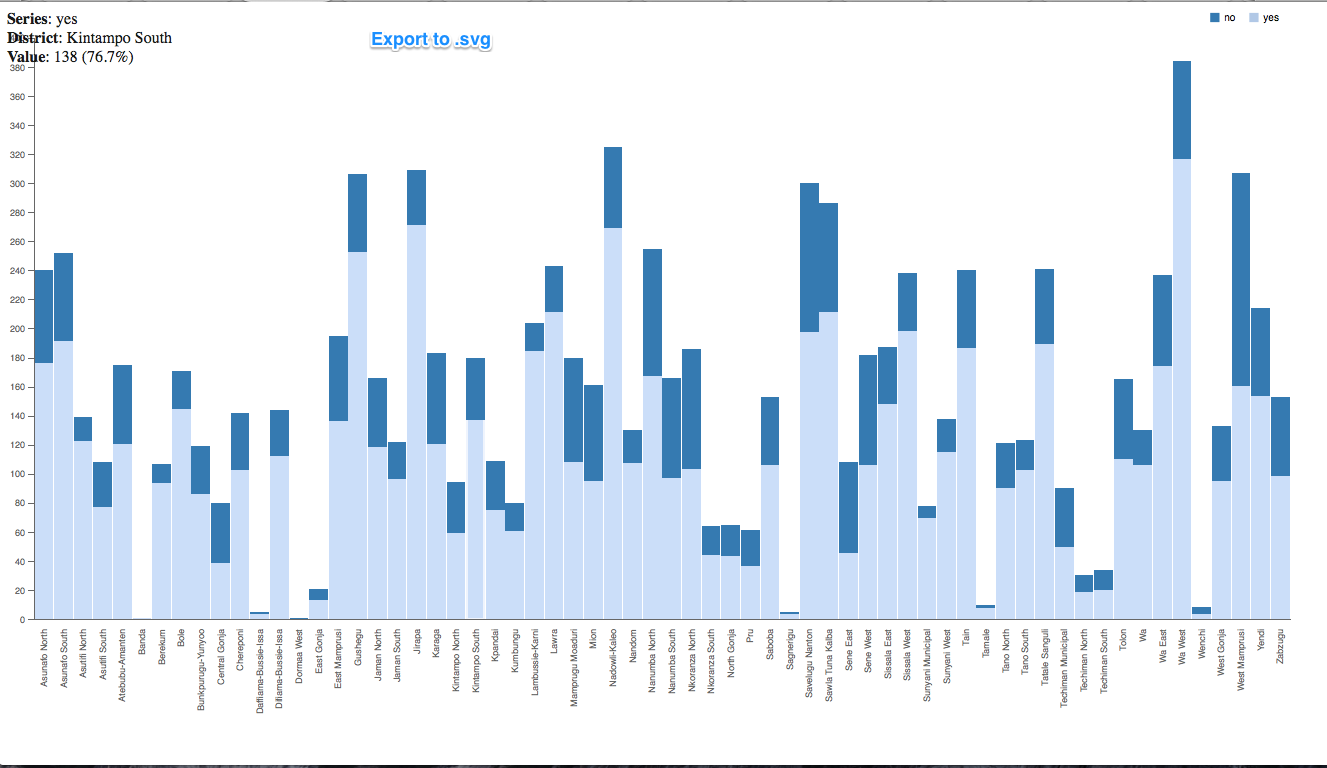 Series: yes
District: Kintampo South
Value: 138 (76.7%)
Export to .svg
no yes
380
360
340
320
300
280
260
240
220
200
180
160
140
120
100
80
60
40
20
0
Asunafo North
Asunafo South
Asutifi North
Asutifi South
Atebubu-Amanten
Banda
Berekum
Bole
Bunkpurugu-Yunyoo
Central Gonja
Chereponi
Daffiama-Bussie-Issa
Difiama-Bussie-Issa
Dormaa West
East Gonja
East Mamprusi
Gushegu
Jaman North
Jaman South
Jirapa
Karaga
Kintampo North
Kintampo South
Kpandai
Kumbungu
Lambussie-Karni
Lawra
Mamprugu Moaduri
Mion
Nadowli-Kaleo
Nandom
Nanumba North
Nanumba South
Nkoranza North
Nkoranza South
North Gonja
Pru
Saboba
Sagnerigu
Savelugu Nanton
Sawla Tuna Kalba
Sene East
Sene West
Sissala East
Sissala West
Sunyani Municipal
Sunyani West
Tain
Tamale
Tano North
Tano South
Tatale Sanguli
Techiman Municipal
Techiman North
Techiman South
Tolon
Wa
Wa East
Wa West
Wenchi
West Gonja
West Mamprusi
Yendi
Zabzugu